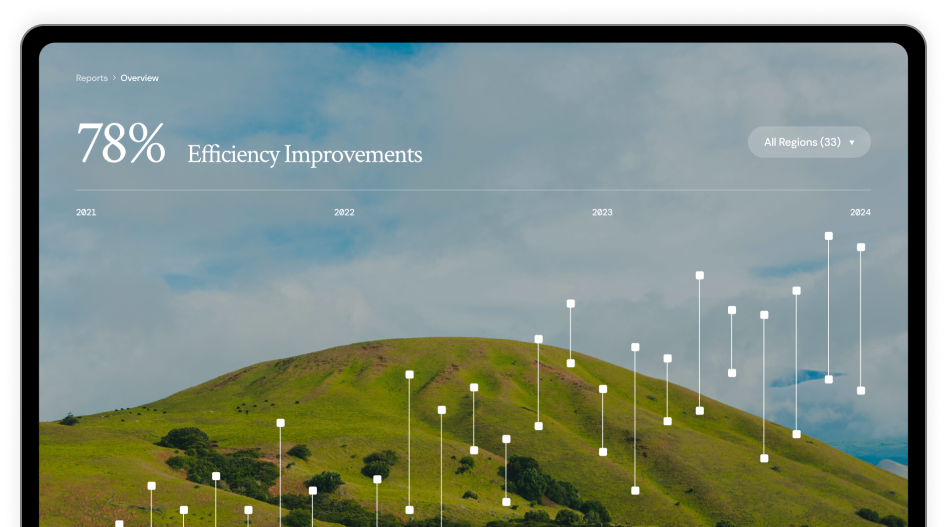 Reports > Overview
78% Efficiency Improvements
All Regions (33) ▼
2021 2022 2023 2024